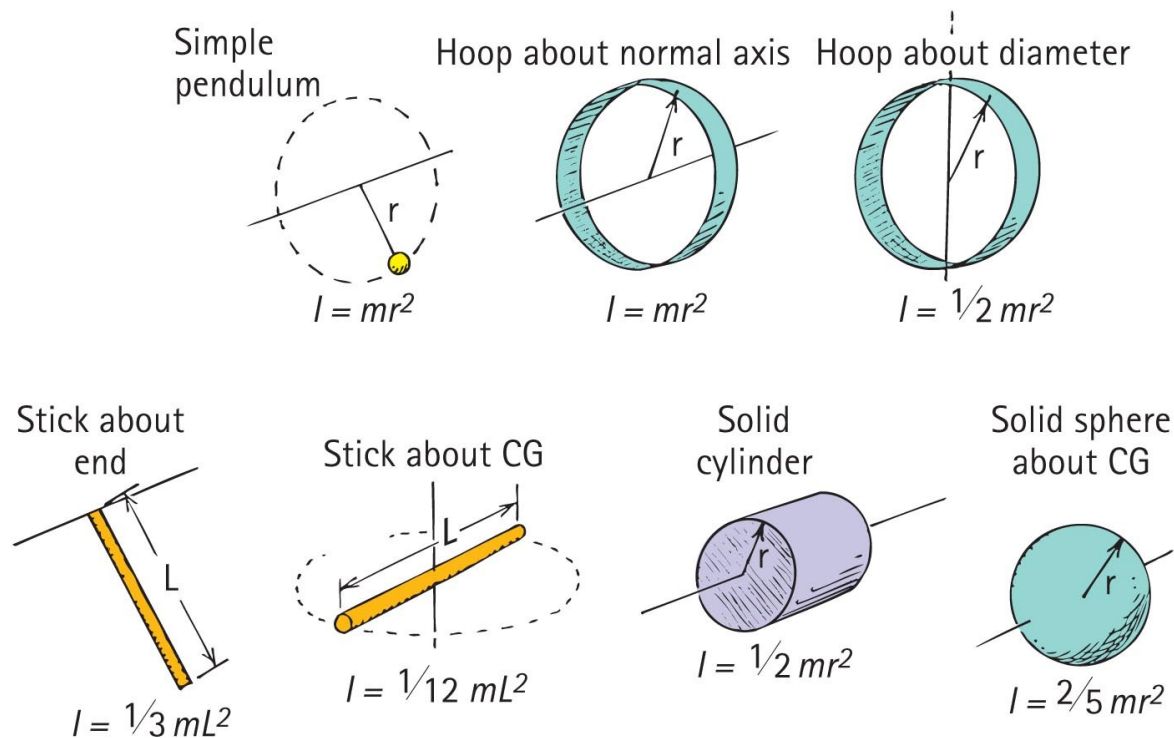 Simple
pendulum
r
I = mr²
Hoop about normal axis
r
I = mr²
Hoop about diameter
r
I = 1/2 mr²
Stick about
end
L
I = 1/3 mL²
Stick about CG
L
I = 1/12 mL²
Solid
cylinder
r
I = 1/2 mr²
Solid sphere
about CG
r
I = 2/5 mr²